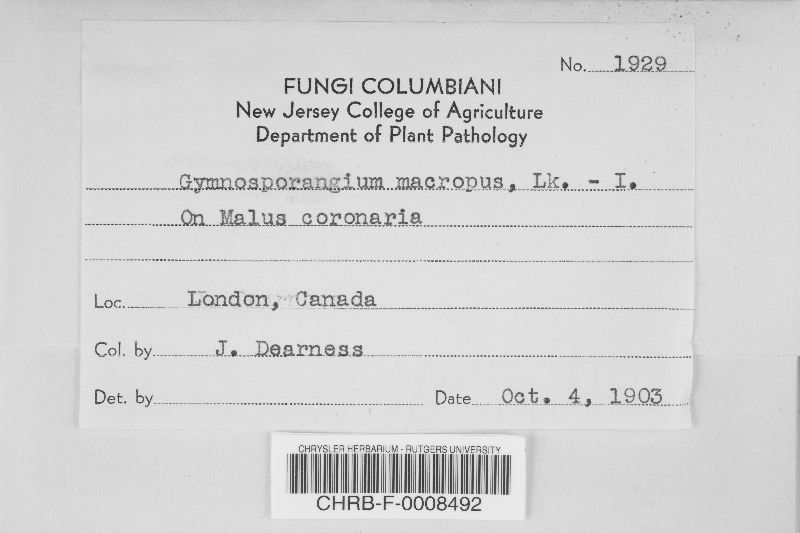 No. 1929
FUNGI COLUMBIANI
New Jersey College of Agriculture
Department of Plant Pathology
Gymnosporangium macropus, Lk. - I.
On Malus coronaria
Loc. London, Canada
Col. by J. Dearness
Det. by
Date Oct. 4, 1903
CHRYSLER HERBARIUM - RUTGERS UNIVERSITY
CHRB-F-0008492